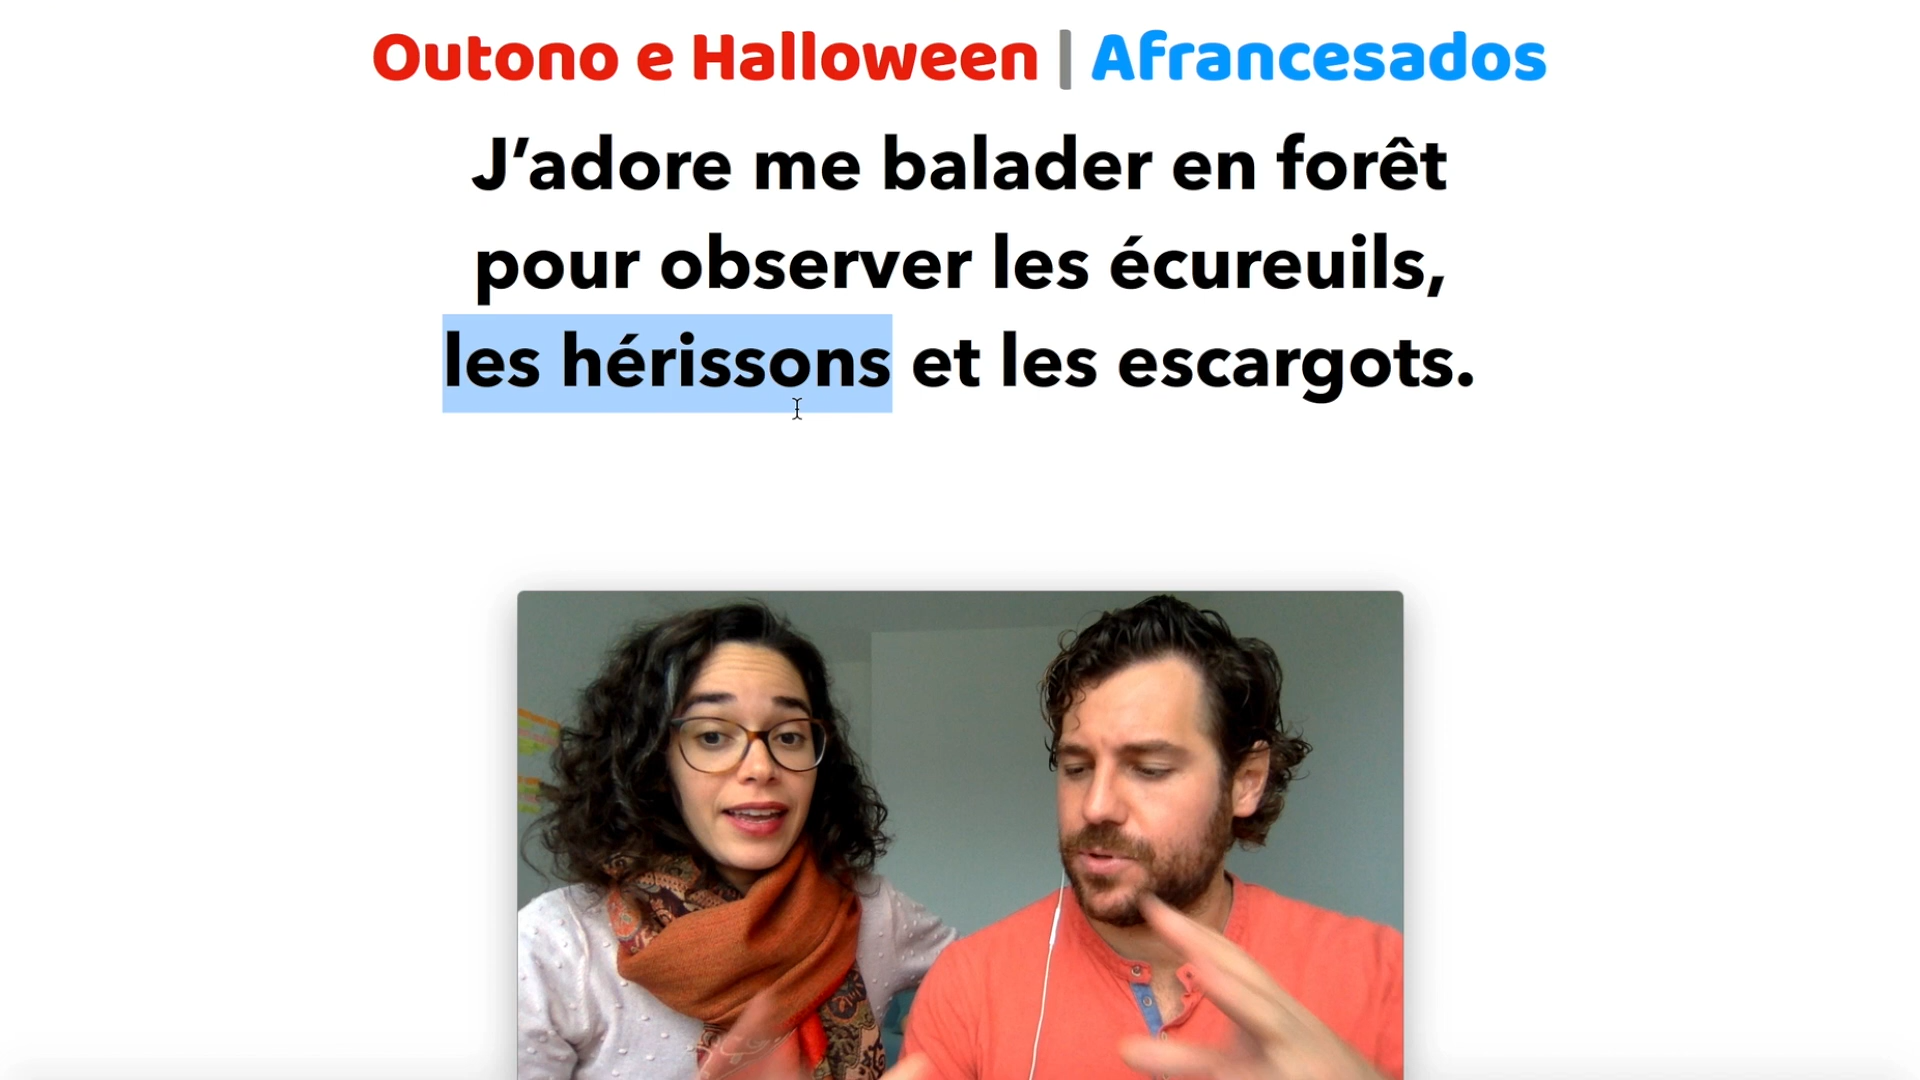 Outono e Halloween | Afrancesados
J’adore me balader en forêt
pour observer les écureuils,
les hérissons et les escargots.